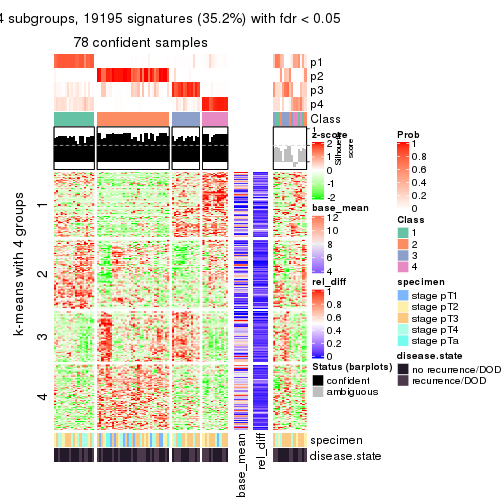 4 subgroups, 19195 signatures (35.2%) with fdr < 0.05
78 confident samples
p1
p2
p3
p4
Class
1
Silhouette
score
k-means with 4 groups
1
2
3
4
base_mean
rel_diff
specimen
disease.state
z-score
2
1
0
-1
-2
base_mean
12
10
8
6
4
rel_diff
1
0.8
0.6
0.4
0.2
0
Status (barplots)
confident
ambiguous
Prob
1
0.8
0.6
0.4
0.2
0
Class
1
2
3
4
specimen
stage pT1
stage pT2
stage pT3
stage pT4
stage pTa
disease.state
no recurrence/DOD
recurrence/DOD